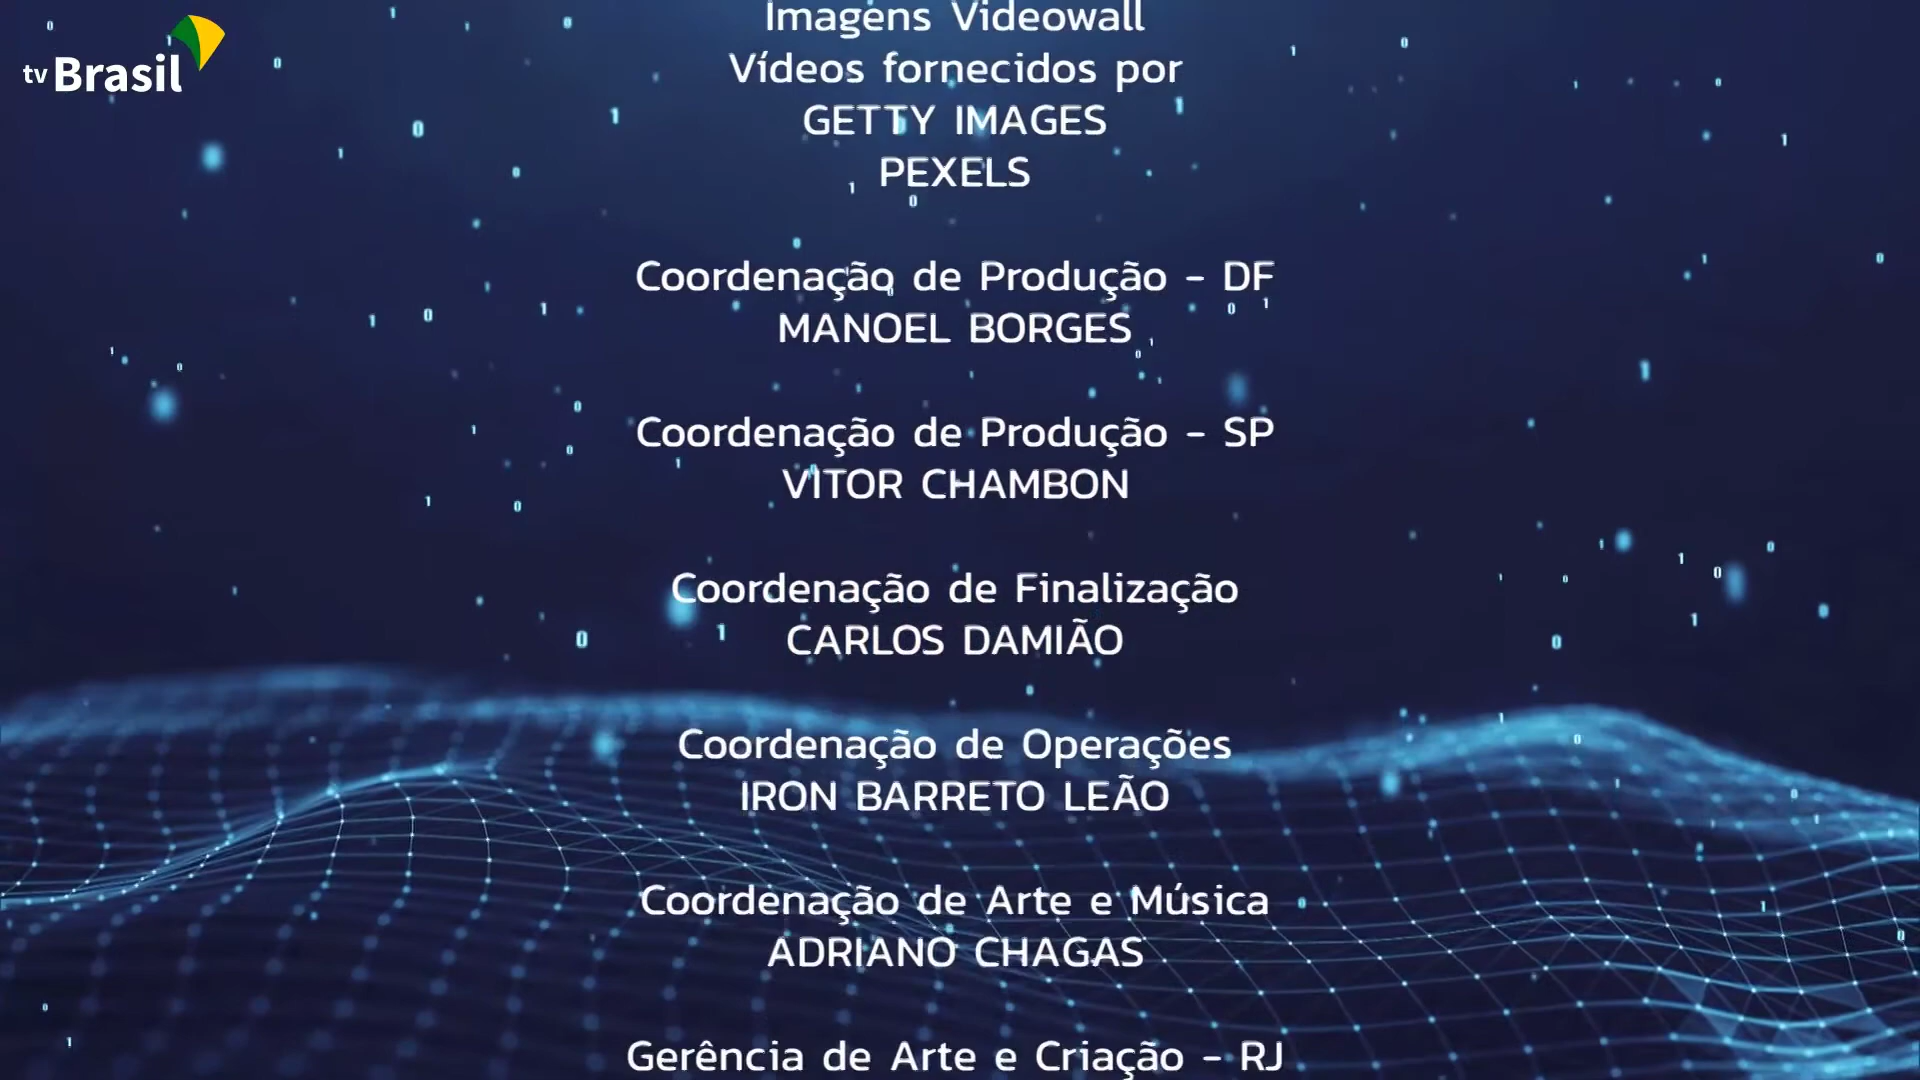 tv Brasil
Imagens Videowall
Vídeos fornecidos por
GETTY IMAGES
PEXELS
Coordenação de Produção - DF
MANOEL BORGES
Coordenação de Produção - SP
VITOR CHAMBON
Coordenação de Finalização
CARLOS DAMIÃO
Coordenação de Operações
IRON BARRETO LEÃO
Coordenação de Arte e Música
ADRIANO CHAGAS
Gerência de Arte e Criação - RJ